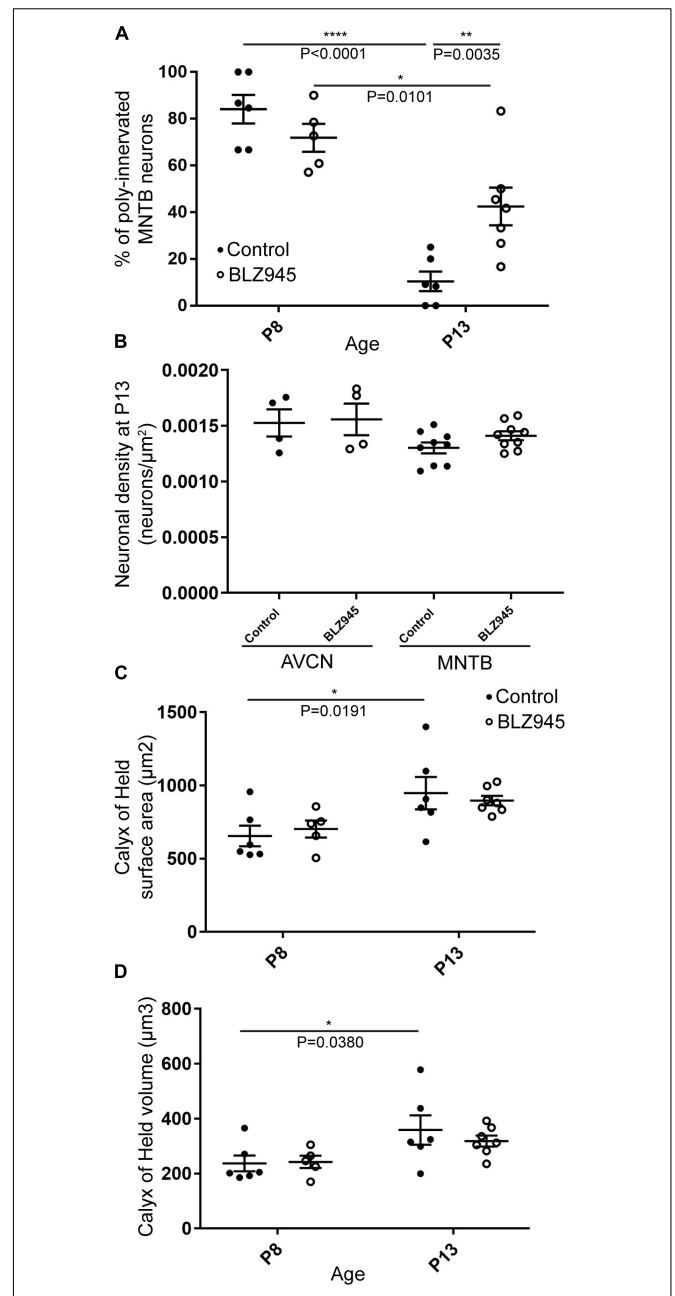 A
****
**
P<0.0001
P=0.0035
*
P=0.0101
% of poly-innervated
MNTB neurons
100
80
60
40
20
0
Control
BLZ945
P8
P13
Age
B
Neuronal density at P13
(neurons/µm²)
0.0020
0.0015
0.0010
0.0005
0.0000
Control
BLZ945
Control
BLZ945
AVCN
MNTB
C
*
P=0.0191
Control
BLZ945
Calyx of Held
surface area (µm2)
1500
1000
500
0
P8
P13
D
*
P=0.0380
Calyx of Held volume (µm3)
800
600
400
200
0
P8
P13
Age